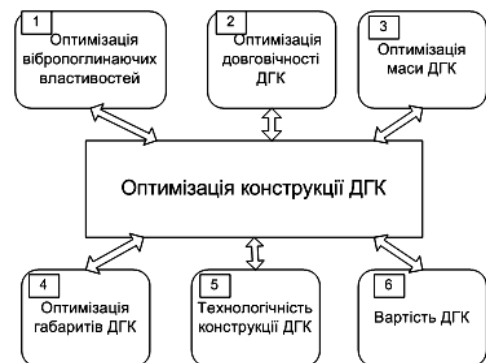 1
Оптимізація
вібропоглинаючих
властивостей
2
Оптимізація
довговічності
ДГК
3
Оптимізація
маси ДГК
Оптимізація конструкції ДГК
4
Оптимізація
габаритів ДГК
5
Технологічність
конструкції ДГК
6
Вартість ДГК